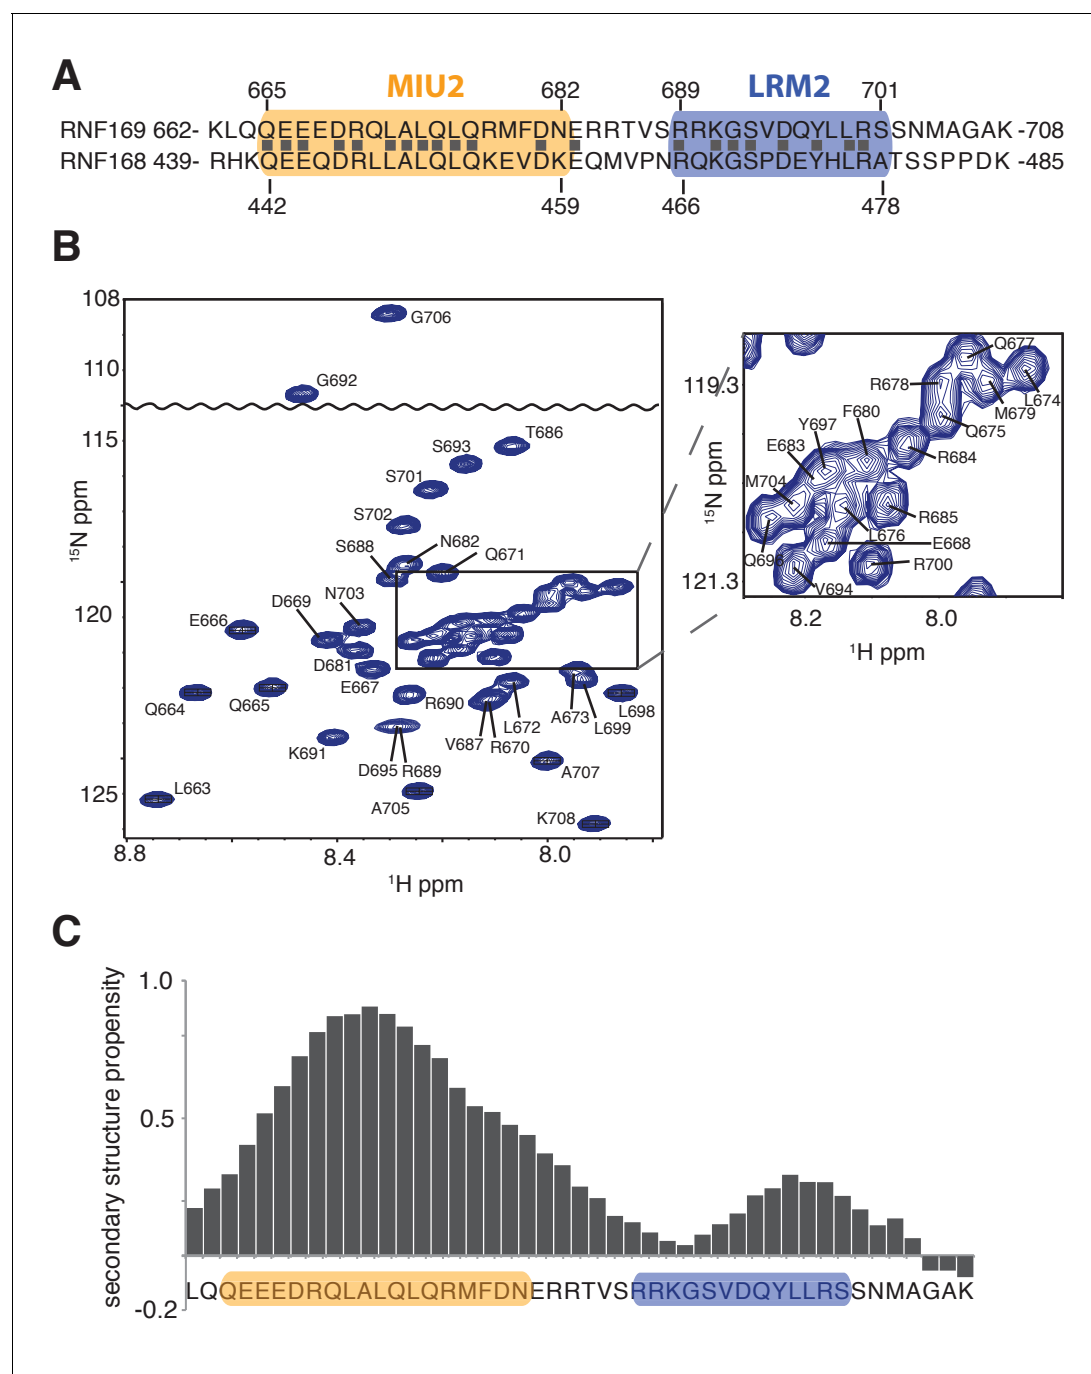 A
MIU2
LRM2
665
682
689
701
RNF169 662- KLQQEEEDRQLALQLQRMFDNERRTVSRRKGSVDQYLLRSSNMAGAK -708
RNF168 439- RHKQEEQDRLLALQLQKEVDKEQMVPNRQKGSPDEYHLRATSSPPDK -485
442
459
466
478
B
108
110
115
120
125
15N ppm
8.8
8.4
8.0
1H ppm
G706
G692
T686
S693
S701
S702
N682
S688
Q671
N703
D669
E666
D681
E667
Q664
Q665
R690
L672
A673
L699
L698
V687
R670
K691
D695
R689
A707
L663
A705
K708
119.3
121.3
15N ppm
8.2
8.0
1H ppm
Q677
R678
L674
M679
F680
Q675
Y697
E683
R684
M704
R685
L676
E668
Q696
R700
V694
C
secondary structure propensity
1.0
0.5
-0.2
LQQEEEDRQLALQLQRMFDNERRTVSRRKGSVDQYLLRSSNMAGAK